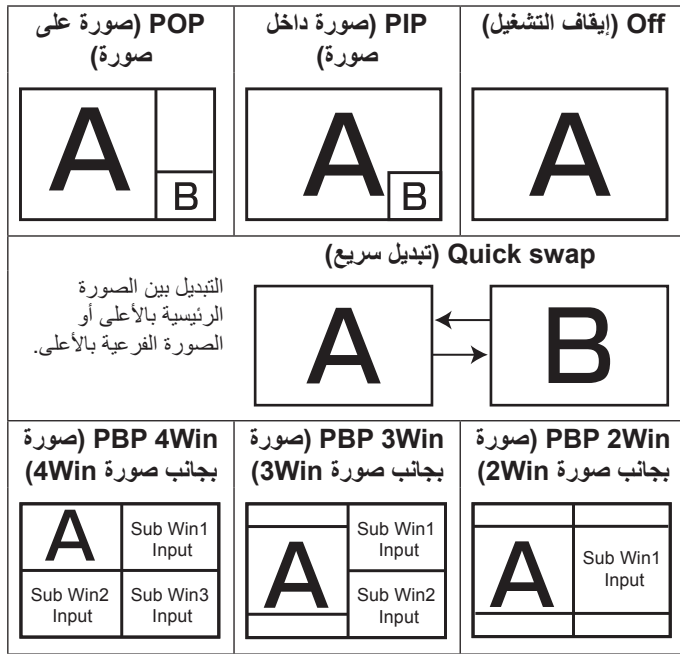 Off (إيقاف التشغيل)
PIP (صورة داخل
صورة)
POP (صورة على
صورة)
A
A
B
A
B
Quick swap (تبديل سريع)
B
A
التبديل بين الصورة
الرئيسية بالأعلى أو
الصورة الفرعية بالأعلى.
PBP 2Win (صورة
بجانب صورة 2Win)
PBP 3Win (صورة
بجانب صورة 3Win)
PBP 4Win (صورة
بجانب صورة 4Win)
A
Sub Win1
Input
A
Sub Win1
Input
Sub Win2
Input
A
Sub Win1
Input
Sub Win2
Input
Sub Win3
Input